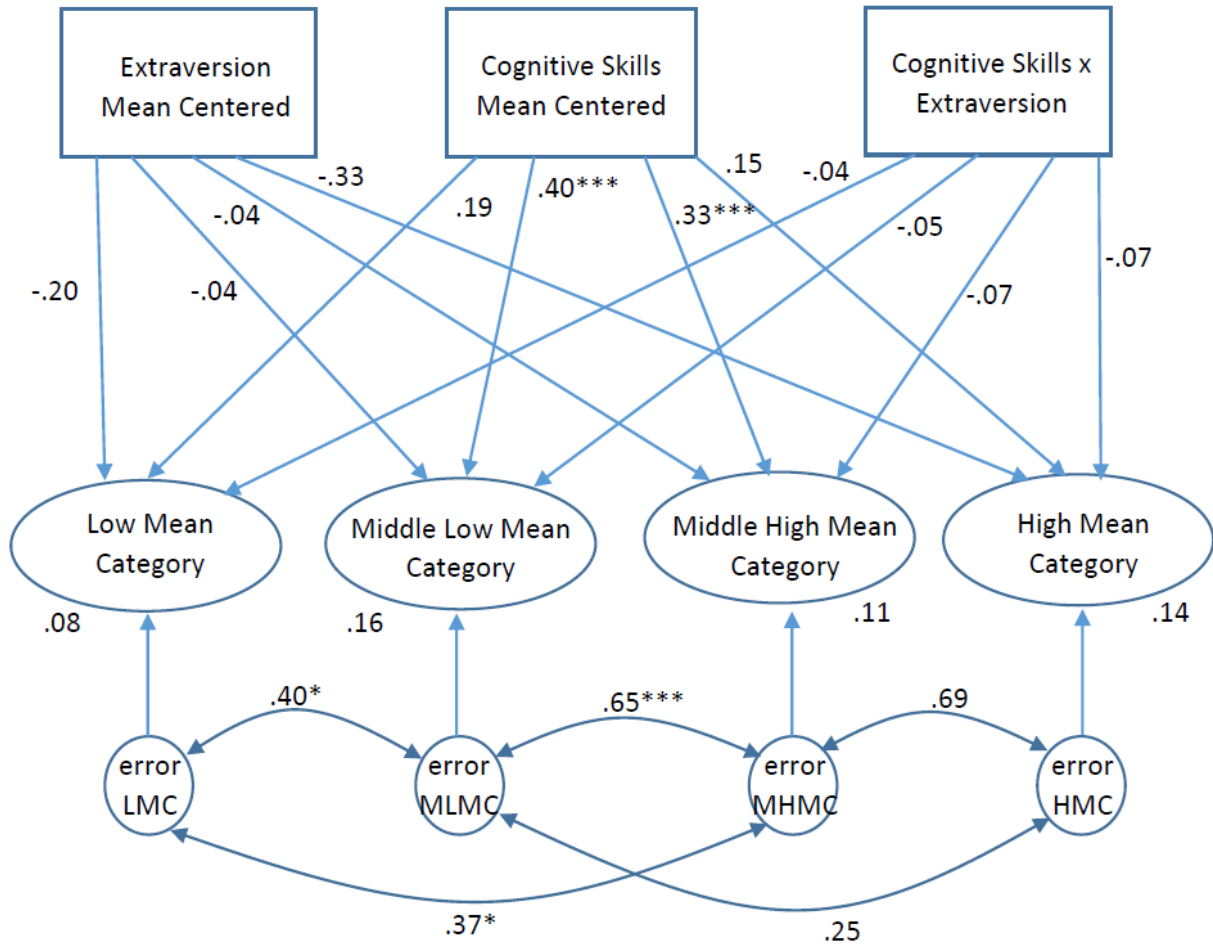 Extraversion
Mean Centered
Cognitive Skills
Mean Centered
Cognitive Skills x
Extraversion
-.33
.15
-.04
-.04
.19
.40***
.33***
-.05
-.07
-.20
-.04
-.07
Low Mean
Category
Middle Low Mean
Category
Middle High Mean
Category
High Mean
Category
.08
.16
.11
.14
.40*
.65***
.69
error
LMC
error
MLMC
error
MHMC
error
HMC
.37*
.25